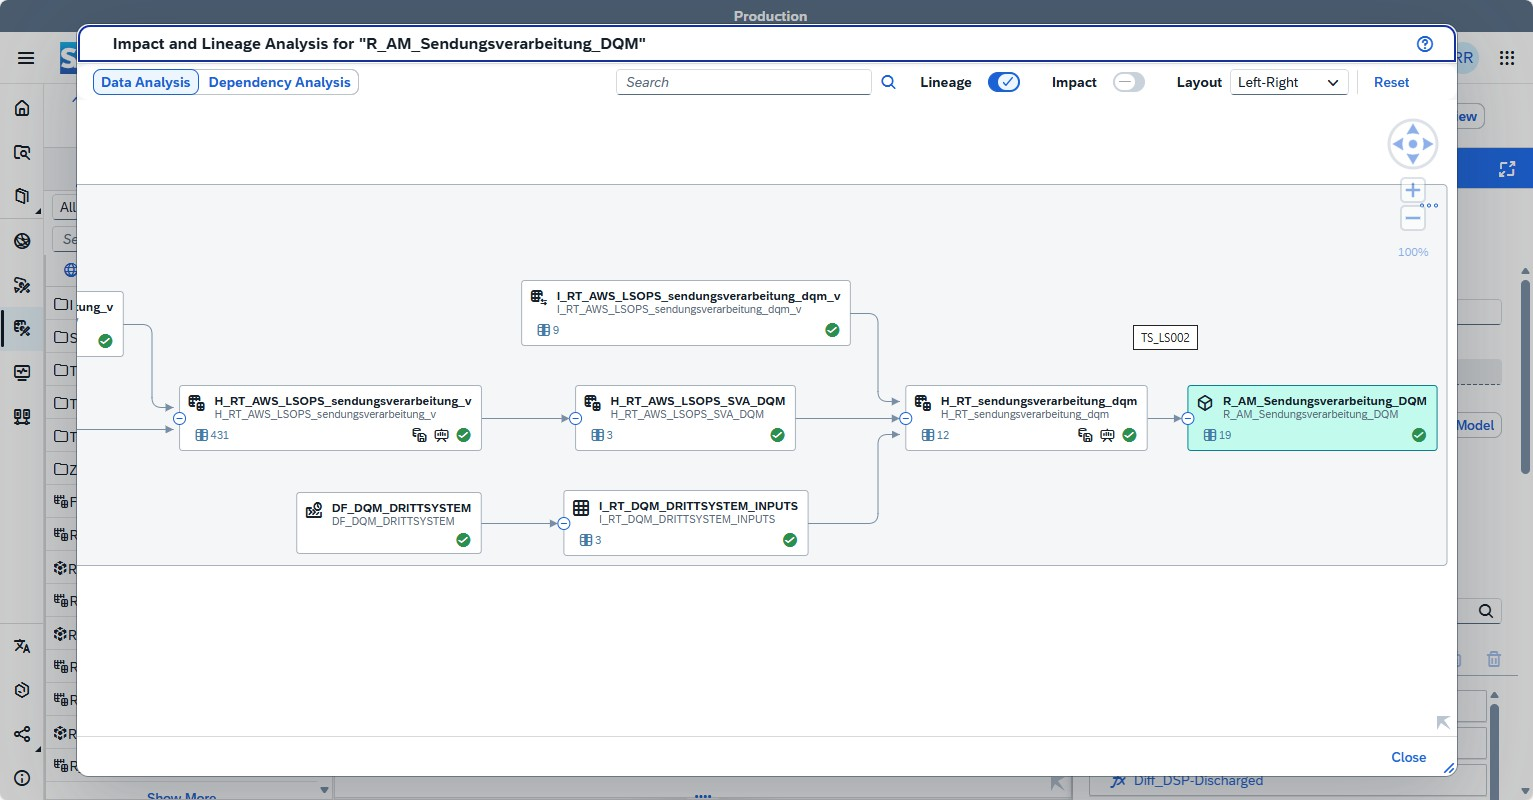 Production
Impact and Lineage Analysis for "R_AM_Sendungsverarbeitung_DQM"
Data Analysis
Dependency Analysis
Search
Lineage
Impact
Layout
Left-Right
Reset
RR
ew
All
Se
100%
tung_v
I_RT_AWS_LSOPS_sendungsverarbeitung_dqm_v
I_RT_AWS_LSOPS_sendungsverarbeitung_dqm_v
9
TS_LS002
H_RT_AWS_LSOPS_sendungsverarbeitung_v
H_RT_AWS_LSOPS_sendungsverarbeitung_v
431
H_RT_AWS_LSOPS_SVA_DQM
H_RT_AWS_LSOPS_SVA_DQM
3
H_RT_sendungsverarbeitung_dqm
H_RT_sendungsverarbeitung_dqm
12
R_AM_Sendungsverarbeitung_DQM
R_AM_Sendungsverarbeitung_DQM
19
Model
DF_DQM_DRITTSYSTEM
DF_DQM_DRITTSYSTEM
I_RT_DQM_DRITTSYSTEM_INPUTS
I_RT_DQM_DRITTSYSTEM_INPUTS
3
I
S
T
T
T
Z
F
R
R
R
R
R
R
R
R
Close
Show More
Diff_DSP-Discharged